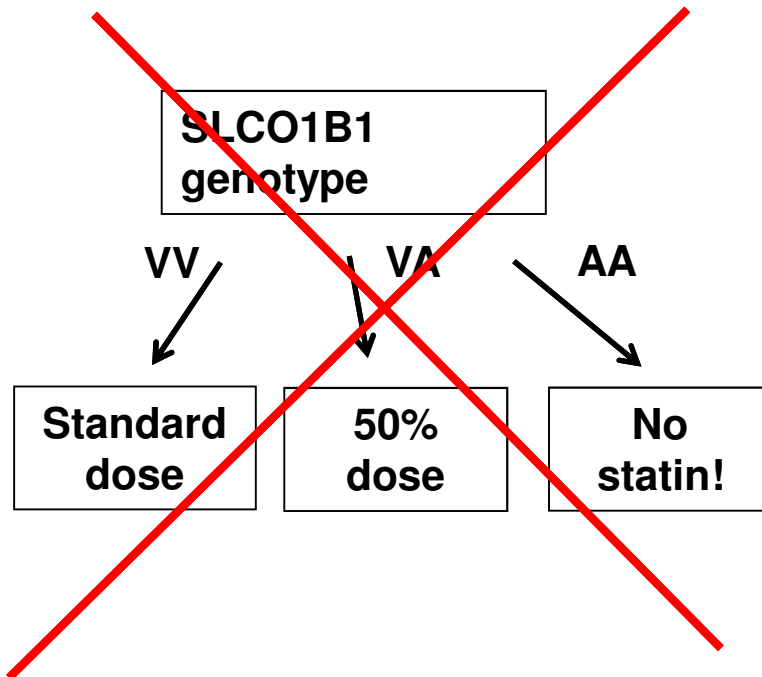 SLCO1B1
genotype
VV
VA
AA
Standard
dose
50%
dose
No
statin!